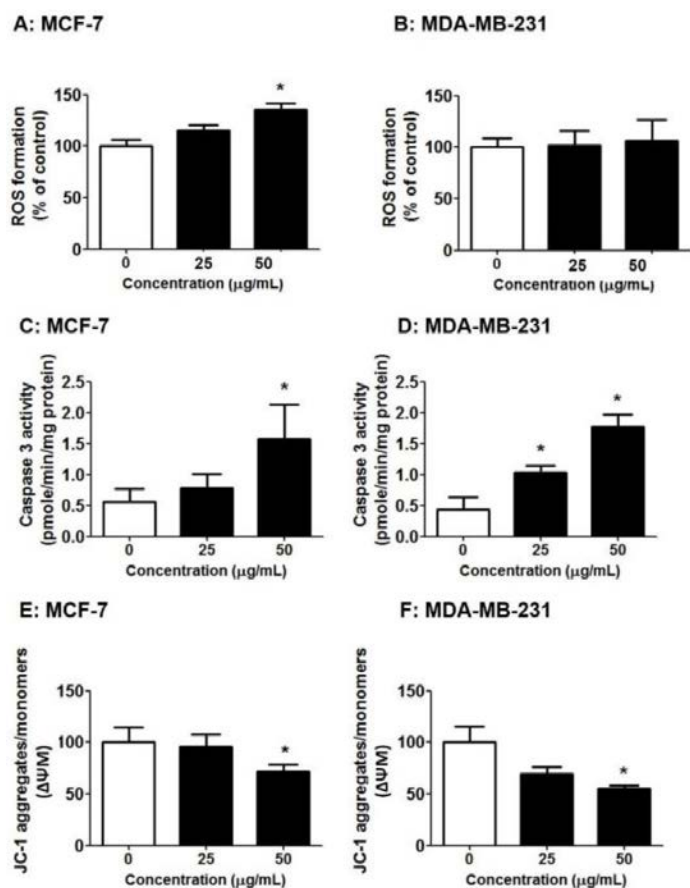 A: MCF-7
B: MDA-MB-231
ROS formation
(% of control)
150
100
50
0
*
0 25 50
Concentration (μg/mL)
ROS formation
(% of control)
150
100
50
0
0 25 50
Concentration (μg/mL)
C: MCF-7
D: MDA-MB-231
Caspase 3 activity
(pmole/min/mg protein)
2.5
2.0
1.5
1.0
0.5
0.0
*
0 25 50
Concentration (μg/mL)
Caspase 3 activity
(pmole/min/mg protein)
2.5
2.0
1.5
1.0
0.5
0.0
* *
0 25 50
Concentration (μg/mL)
E: MCF-7
F: MDA-MB-231
JC-1 aggregates/monomers
(ΔΨM)
150
100
50
0
*
0 25 50
Concentration (μg/mL)
JC-1 aggregates/monomers
(ΔΨM)
150
100
50
0
*
0 25 50
Concentration (μg/mL)